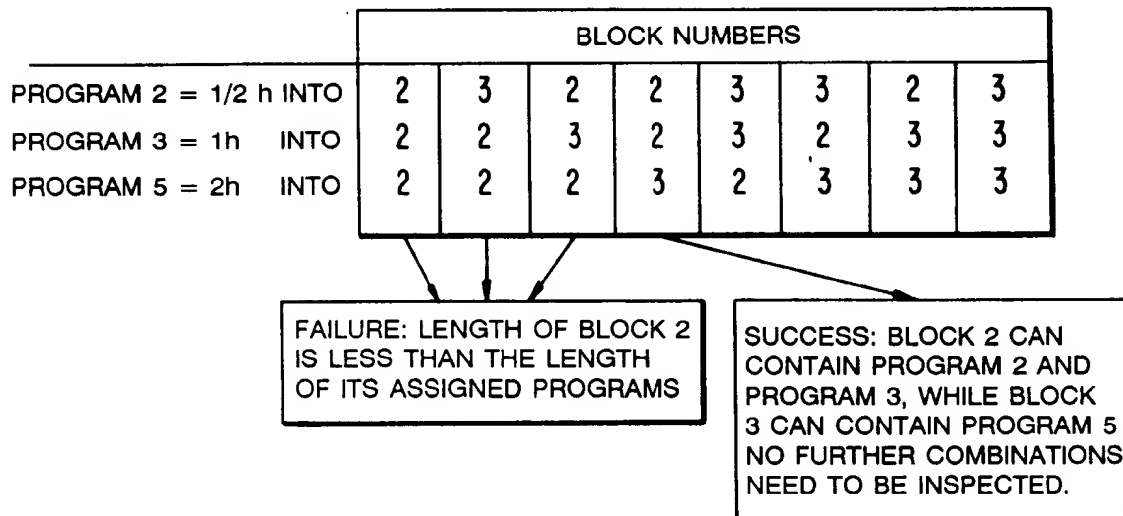 BLOCK NUMBERS
PROGRAM 2 = 1/2 h INTO 2 3 2 2 3 3 2 3
PROGRAM 3 = 1h INTO 2 2 3 2 3 2 3 3
PROGRAM 5 = 2h INTO 2 2 2 3 2 3 3 3
FAILURE: LENGTH OF BLOCK 2
IS LESS THAN THE LENGTH
OF ITS ASSIGNED PROGRAMS
SUCCESS: BLOCK 2 CAN
CONTAIN PROGRAM 2 AND
PROGRAM 3, WHILE BLOCK
3 CAN CONTAIN PROGRAM 5
NO FURTHER COMBINATIONS
NEED TO BE INSPECTED.